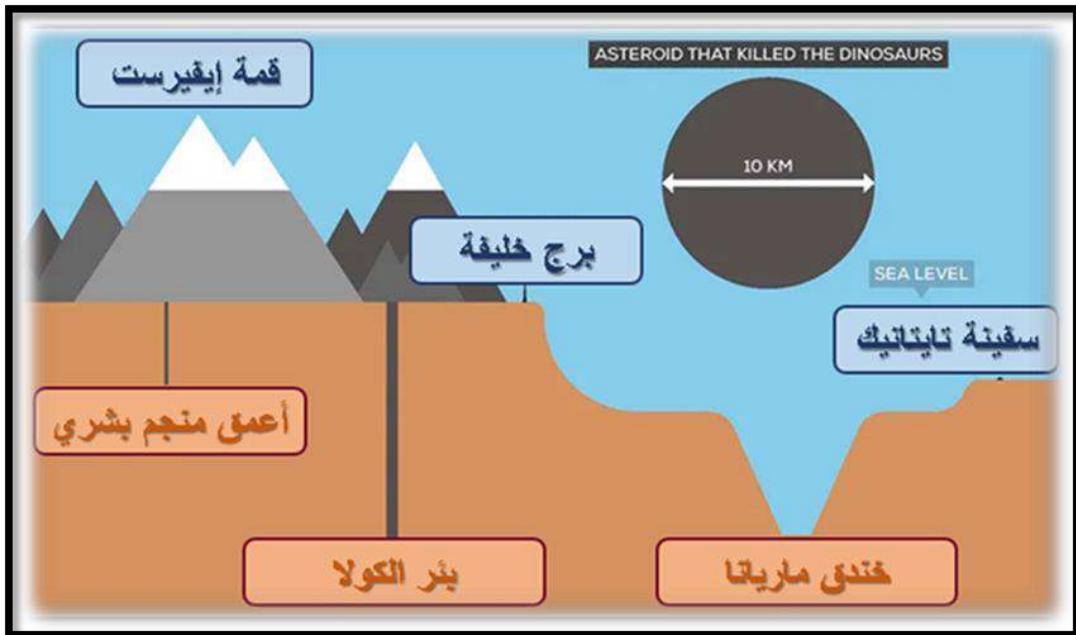 قمة إيفيرست
ASTEROID THAT KILLED THE DINOSAURS
10 KM
برج خليفة
SEA LEVEL
سفينة تايتانيك
أعمق منجم بشري
بئر الكولا
خندق ماريانا